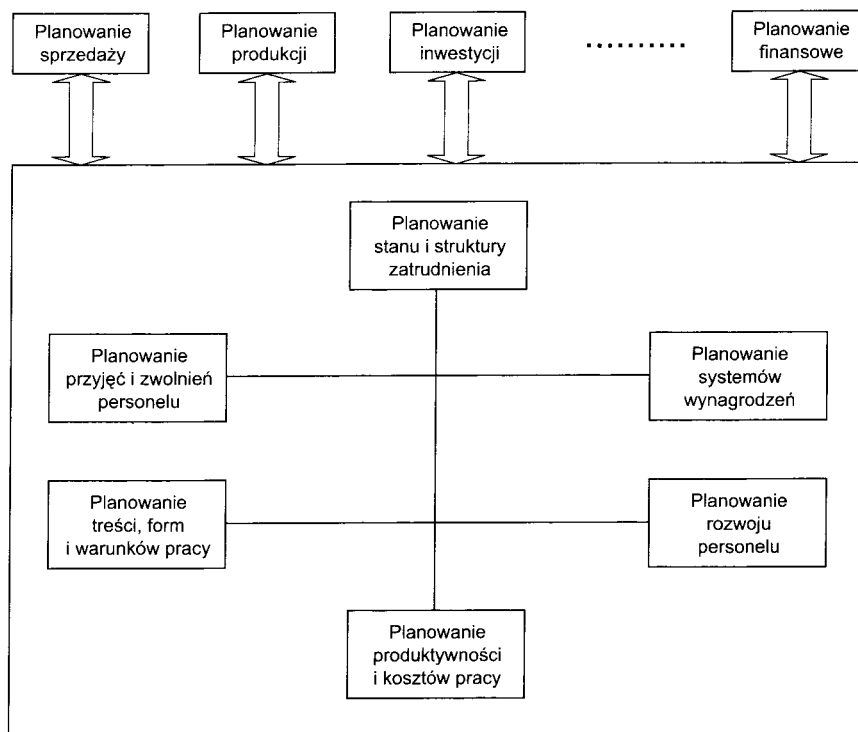 Planowanie
sprzedaży
Planowanie
produkcji
Planowanie
inwestycji
..........
Planowanie
finansowe
Planowanie
stanu i struktury
zatrudnienia
Planowanie
przyjęć i zwolnień
personelu
Planowanie
systemów
wynagrodzeń
Planowanie
treści, form
i warunków pracy
Planowanie
rozwoju
personelu
Planowanie
produktywności
i kosztów pracy